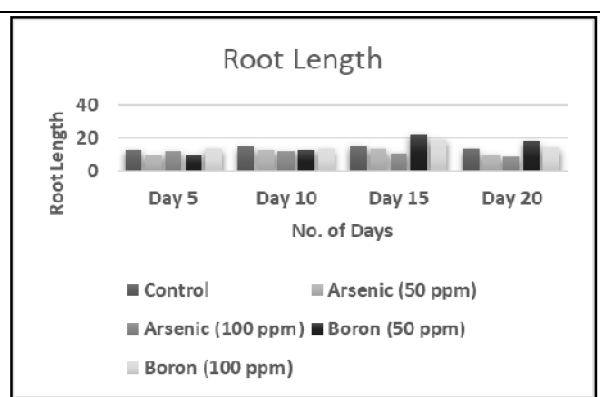 Root Length
40
20
0
Root Length
Day 5 Day 10 Day 15 Day 20
No. of Days
Control Arsenic (50 ppm)
Arsenic (100 ppm) Boron (50 ppm)
Boron (100 ppm)